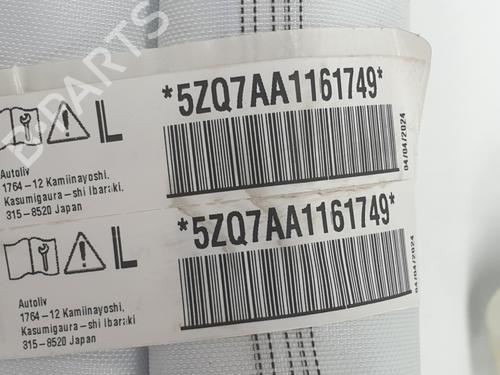 B-PARTS
*5ZQ7AA1161749*
L
04/04/2024
Autoliv
1764-12 Kamiinayoshi,
Kasumigaura-shi Ibaraki,
315-8520 Japan
*5ZQ7AA1161749*
L
04/04/2024
Autoliv
1764-12 Kamiinayoshi,
Kasumigaura-shi Ibaraki
315-8520 Japan